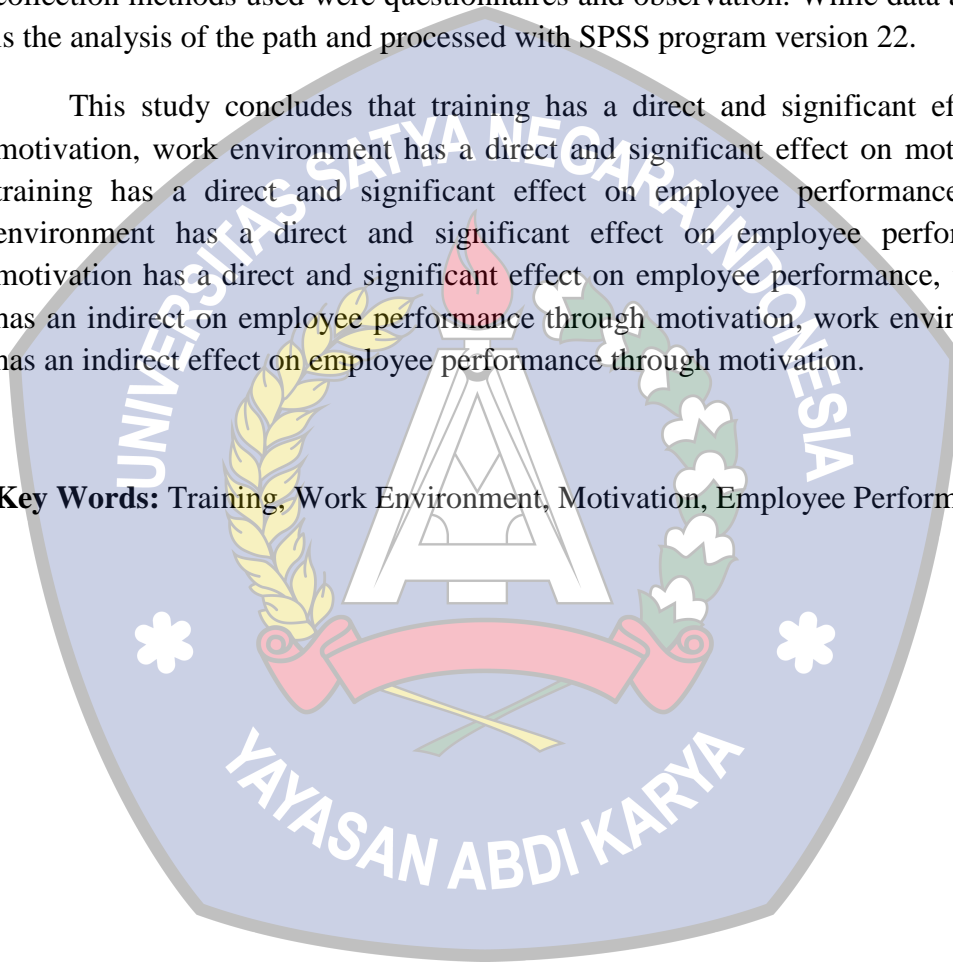 collection methods used were questionnaires and observation. While data a
is the analysis of the path and processed with SPSS program version 22.
This study concludes that training has a direct and significant ef
motivation, work environment has a direct and significant effect on mot
training has a direct and significant effect on employee performance
environment has a direct and significant effect on employee perfor
motivation has a direct and significant effect on employee performance,
has an indirect on employee performance through motivation, work envir
has an indirect effect on employee performance through motivation.
Key Words: Training, Work Environment, Motivation, Employee Perform
UNIVERSITAS SATYA NEGARA INDONESIA
YAYASAN ABDI KARYA